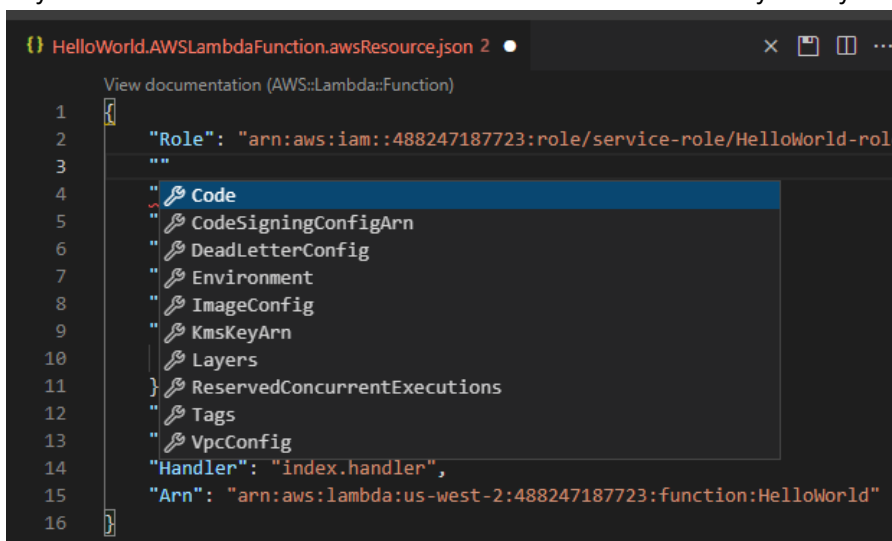 {} HelloWorld.AWSLambdaFunction.awsResource.json 2 ●
View documentation (AWS::Lambda::Function)
1 {
2 "Role": "arn:aws:iam::488247187723:role/service-role/HelloWorld-rol
3 ""
4 " Code
5 " CodeSigningConfigArn
6 " DeadLetterConfig
7 " Environment
8 " ImageConfig
9 " KmsKeyArn
10 Layers
11 } ReservedConcurrentExecutions
12 " Tags
13 " VpcConfig
14 "Handler": "index.handler",
15 "Arn": "arn:aws:lambda:us-west-2:488247187723:function:HelloWorld"
16 }